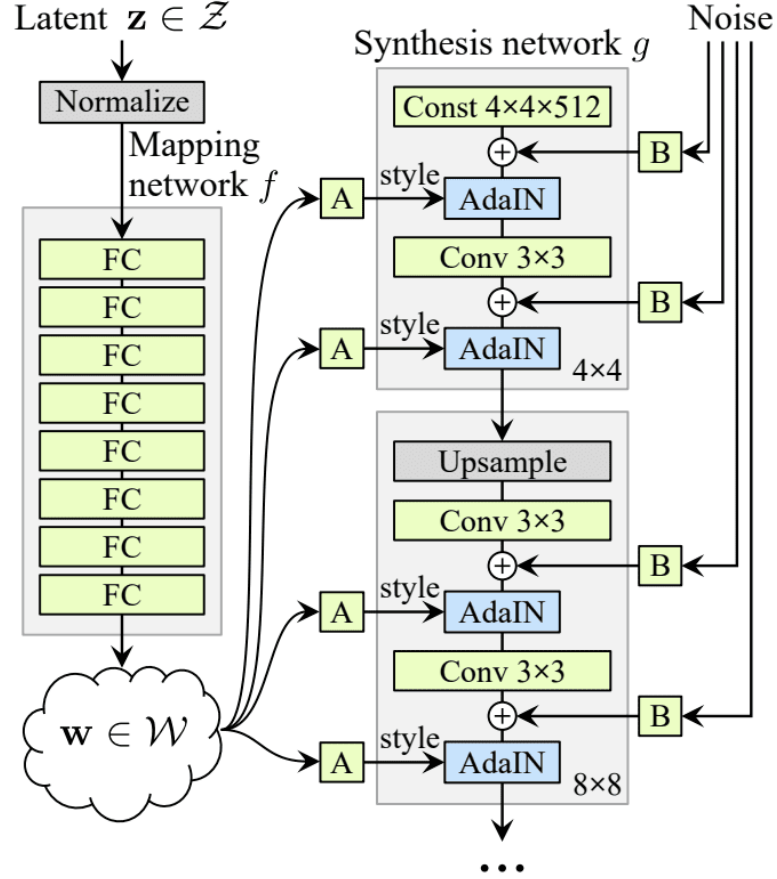 Latent z ∈ 𝒵
Normalize
Mapping
network f
FC
FC
FC
FC
FC
FC
FC
FC
w ∈ 𝒲
Synthesis network g
Noise
Const 4×4×512
+
B
A
style
AdaIN
Conv 3×3
+
B
A
style
AdaIN
4×4
Upsample
Conv 3×3
+
B
A
style
AdaIN
Conv 3×3
+
B
A
style
AdaIN
8×8
...